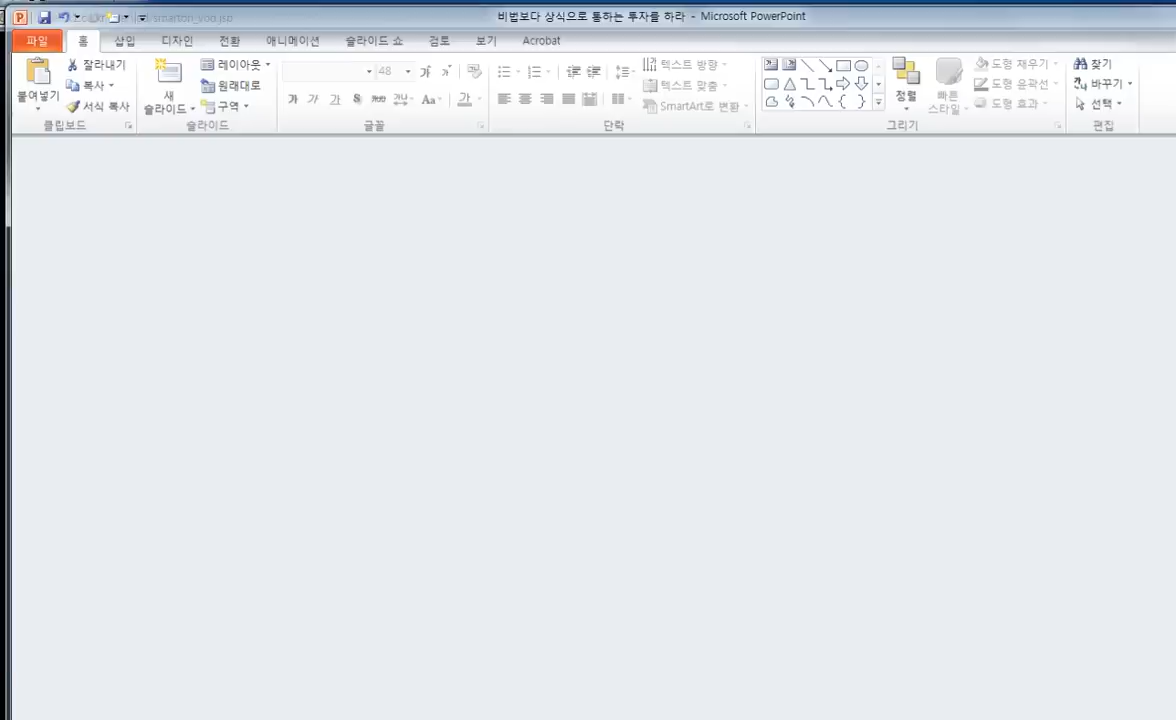 smarton_yoo.jsp
비법보다 상식으로 통하는 투자를 하라 - Microsoft PowerPoint
파일 홈 삽입 디자인 전환 애니메이션 슬라이드 쇼 검토 보기 Acrobat
붙여넣기
잘라내기
복사
서식 복사
클립보드
새
슬라이드
레이아웃
원래대로
구역
슬라이드
48
가 가 가 S 가나 Aa 가
글꼴
텍스트 방향
텍스트 맞춤
SmartArt로 변환
단락
정렬
빠른
스타일
도형 채우기
도형 윤곽선
도형 효과
그리기
찾기
바꾸기
선택
편집